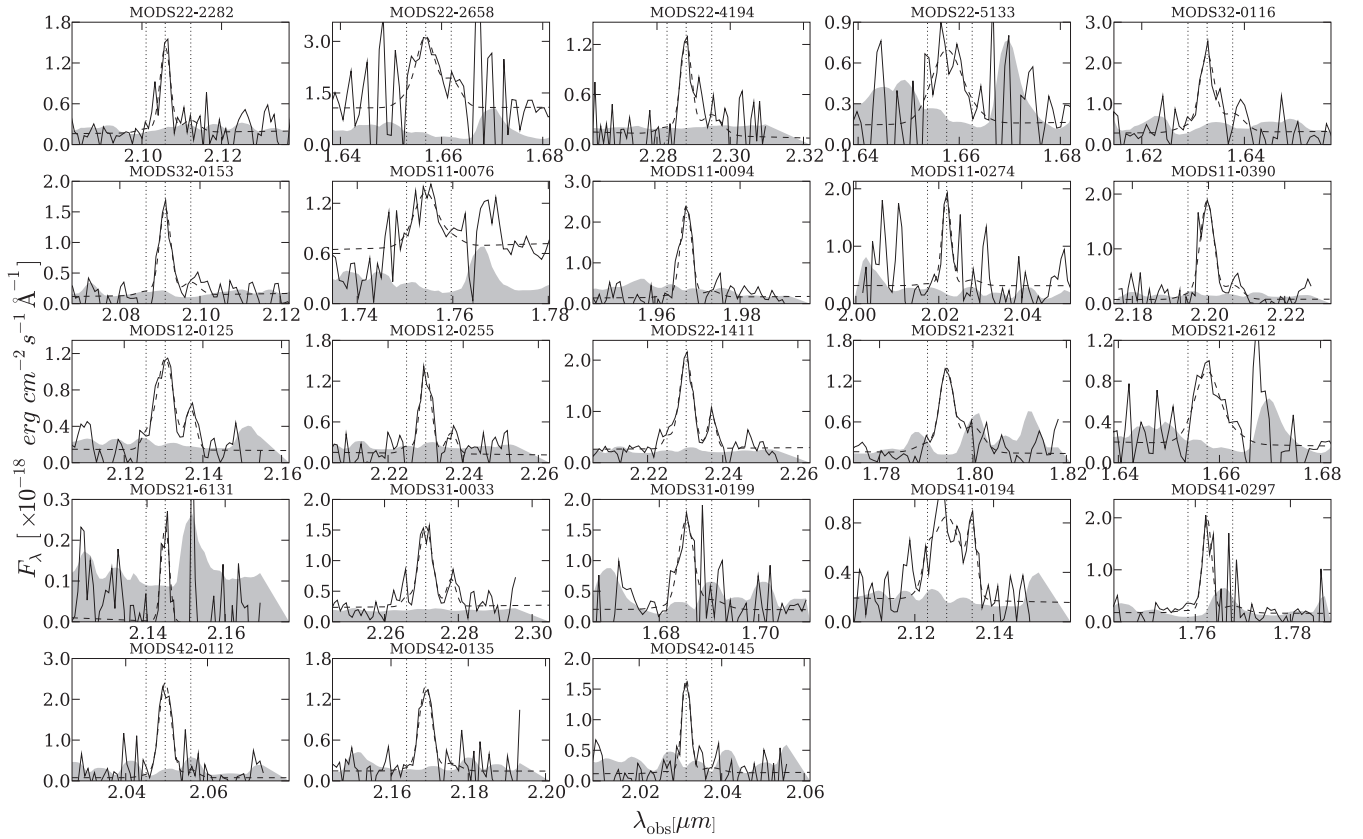 MODS22-2282 MODS22-2658 MODS22-4194 MODS22-5133 MODS32-0116
1.8 1.2 0.6 0.0 3.0 1.5 0.0 1.2 0.6 0.0 0.9 0.6 0.3 0.0 3.0 2.0 1.0 0.0
2.10 2.12 1.64 1.66 1.68 2.28 2.30 2.32 1.64 1.66 1.68 1.62 1.64
MODS32-0153 MODS11-0076 MODS11-0094 MODS11-0274 MODS11-0390
2.0 1.5 1.0 0.5 0.0 1.2 0.6 0.0 3.0 2.0 1.0 0.0 2.0 1.0 0.0 2.0 1.0 0.0
2.08 2.10 2.12 1.74 1.76 1.78 1.96 1.98 2.00 2.02 2.04 2.18 2.20 2.22
MODS12-0125 MODS12-0255 MODS22-1411 MODS21-2321 MODS21-2612
1.2 0.6 0.0 1.8 1.2 0.6 0.0 2.0 1.0 0.0 1.8 1.2 0.6 0.0 1.2 0.8 0.4 0.0
2.12 2.14 2.16 2.22 2.24 2.26 2.22 2.24 2.26 1.78 1.80 1.82 1.64 1.66 1.68
MODS21-6131 MODS31-0033 MODS31-0199 MODS41-0194 MODS41-0297
0.3 0.2 0.1 0.0 2.0 1.5 1.0 0.5 0.0 2.0 1.5 1.0 0.5 0.0 0.8 0.4 0.0 2.0 1.0 0.0
2.14 2.16 2.26 2.28 2.30 1.68 1.70 2.12 2.14 1.76 1.78
MODS42-0112 MODS42-0135 MODS42-0145
3.0 2.0 1.0 0.0 1.8 1.2 0.6 0.0 2.0 1.5 1.0 0.5 0.0
2.04 2.06 2.16 2.18 2.20 2.02 2.04 2.06
F_λ [×10⁻¹⁸ erg cm⁻² s⁻¹ Å⁻¹]
λ_obs[μm]